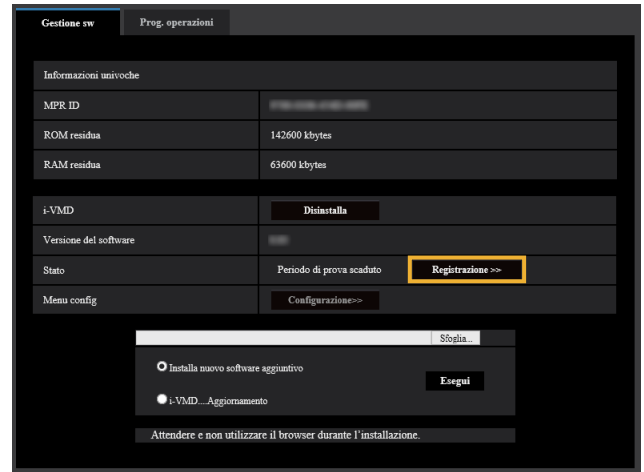 Gestione sw
Prog. operazioni
Informazioni univoche
MPR ID
ROM residua
142600 kbytes
RAM residua
63600 kbytes
i-VMD
Disinstalla
Versione del software
Stato
Periodo di prova scaduto
Registrazione >>
Menu config
Configurazione>>
Sfoglia...
Installa nuovo software aggiuntivo
i-VMD....Aggiornamento
Esegui
Attendere e non utilizzare il browser durante l'installazione.